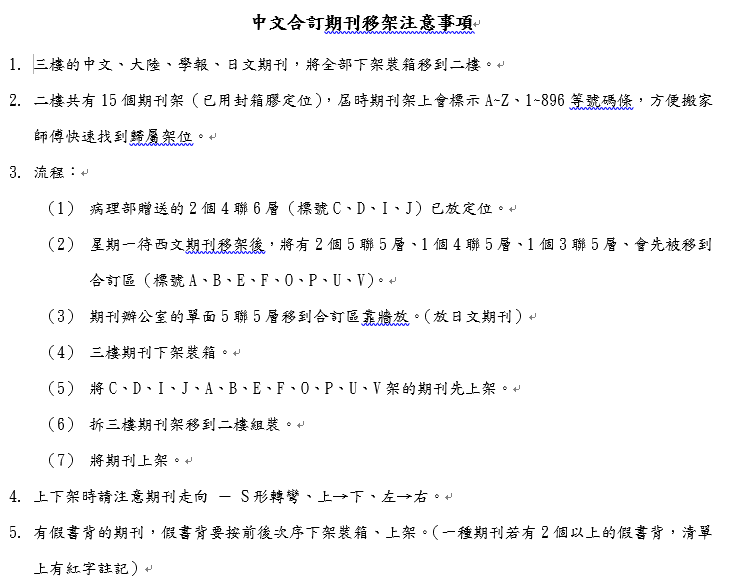 中文合訂期刊移架注意事項
1. 三樓的中文、大陸、學報、日文期刊，將全部下架裝箱移到二樓。
2. 二樓共有 15 個期刊架（已用封箱膠定位），屆時期刊架上會標示 A~Z、1~896 等號碼條，方便搬家
師傅快速找到歸屬架位。
3. 流程：
（1） 病理部贈送的 2 個 4 聯 6 層（標號 C、D、I、J）已放定位。
（2） 星期一待西文期刊移架後，將有 2 個 5 聯 5 層、1 個 4 聯 5 層、1 個 3 聯 5 層、會先被移到
合訂區（標號 A、B、E、F、O、P、U、V）。
（3） 期刊辦公室的單面 5 聯 5 層移到合訂區靠牆放。（放日文期刊）
（4） 三樓期刊下架裝箱。
（5） 將 C、D、I、J、A、B、E、F、O、P、U、V 架的期刊先上架。
（6） 拆三樓期刊架移到二樓組裝。
（7） 將期刊上架。
4. 上下架時請注意期刊走向 － S 形轉彎、上→下、左→右。
5. 有假書背的期刊，假書背要按前後次序下架裝箱、上架。（一種期刊若有 2 個以上的假書背，清單
上有紅字註記）